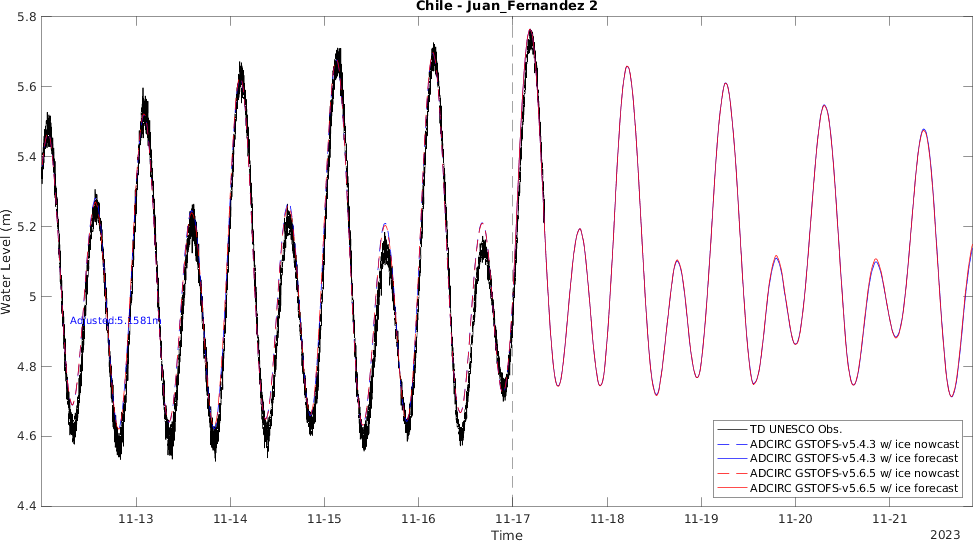 Chile - Juan_Fernandez 2
5.8
5.6
5.4
5.2
5
4.8
4.6
4.4
Water Level (m)
Adjusted:5.1581m
11-13
11-14
11-15
11-16
11-17
11-18
11-19
11-20
11-21
Time
2023
TD UNESCO Obs.
ADCIRC GSTOFS-v5.4.3 w/ ice nowcast
ADCIRC GSTOFS-v5.4.3 w/ ice forecast
ADCIRC GSTOFS-v5.6.5 w/ ice nowcast
ADCIRC GSTOFS-v5.6.5 w/ ice forecast